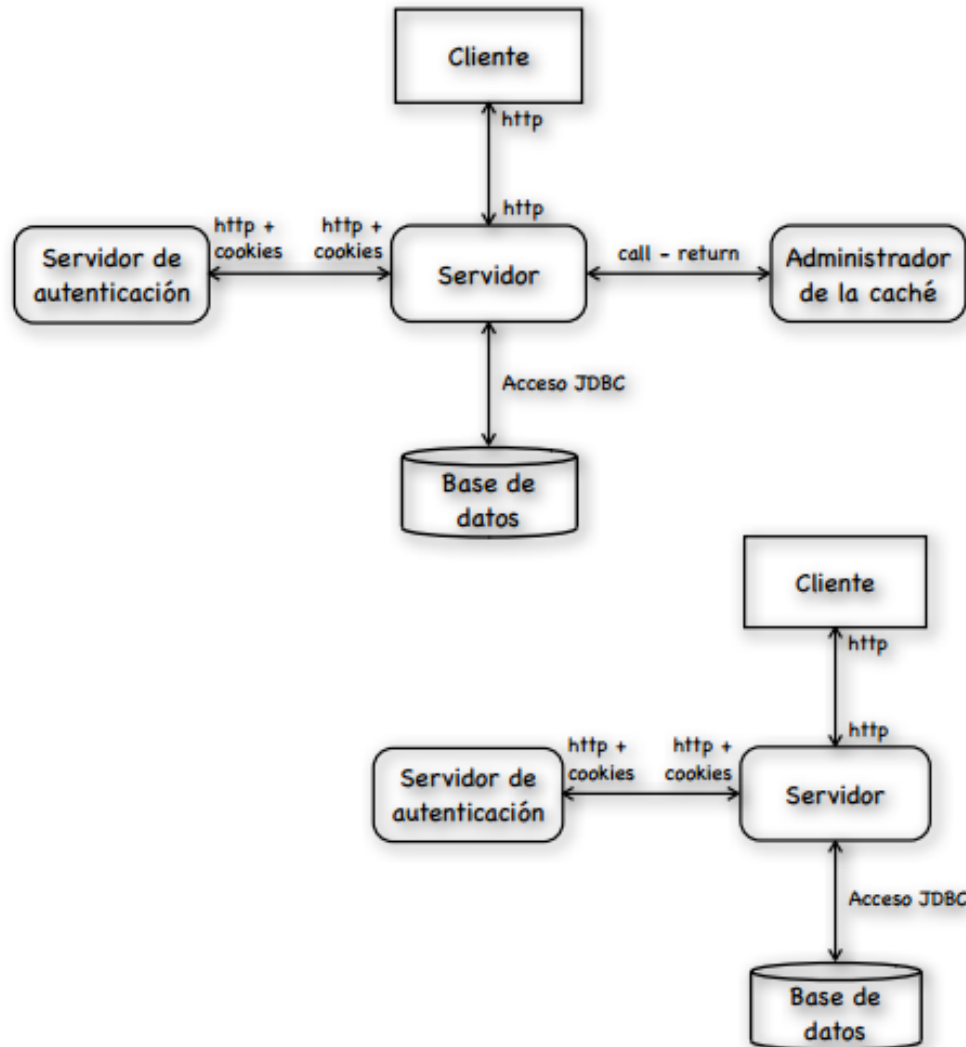 Cliente
http
http
http +
cookies
http +
cookies
Servidor de
autenticación
Servidor
call - return
Administrador
de la caché
Acceso JDBC
Base de
datos
Cliente
http
http
http +
cookies
http +
cookies
Servidor de
autenticación
Servidor
Acceso JDBC
Base de
datos